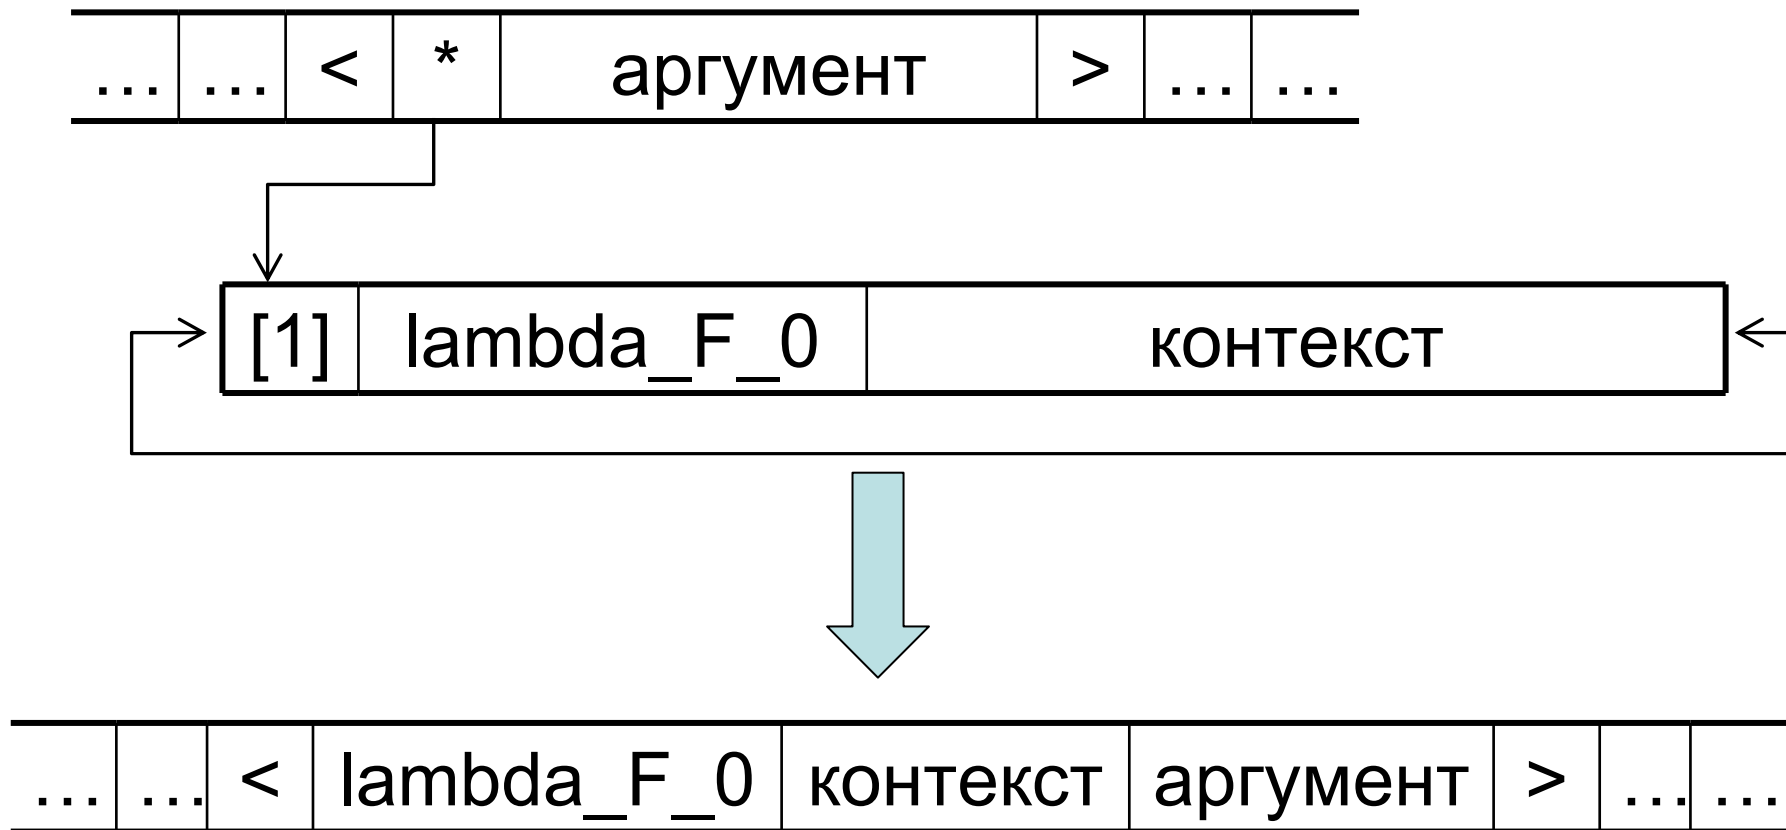 … … < * аргумент > … …
[1] lambda_F_0 контекст
… … < lambda_F_0 контекст аргумент > … …